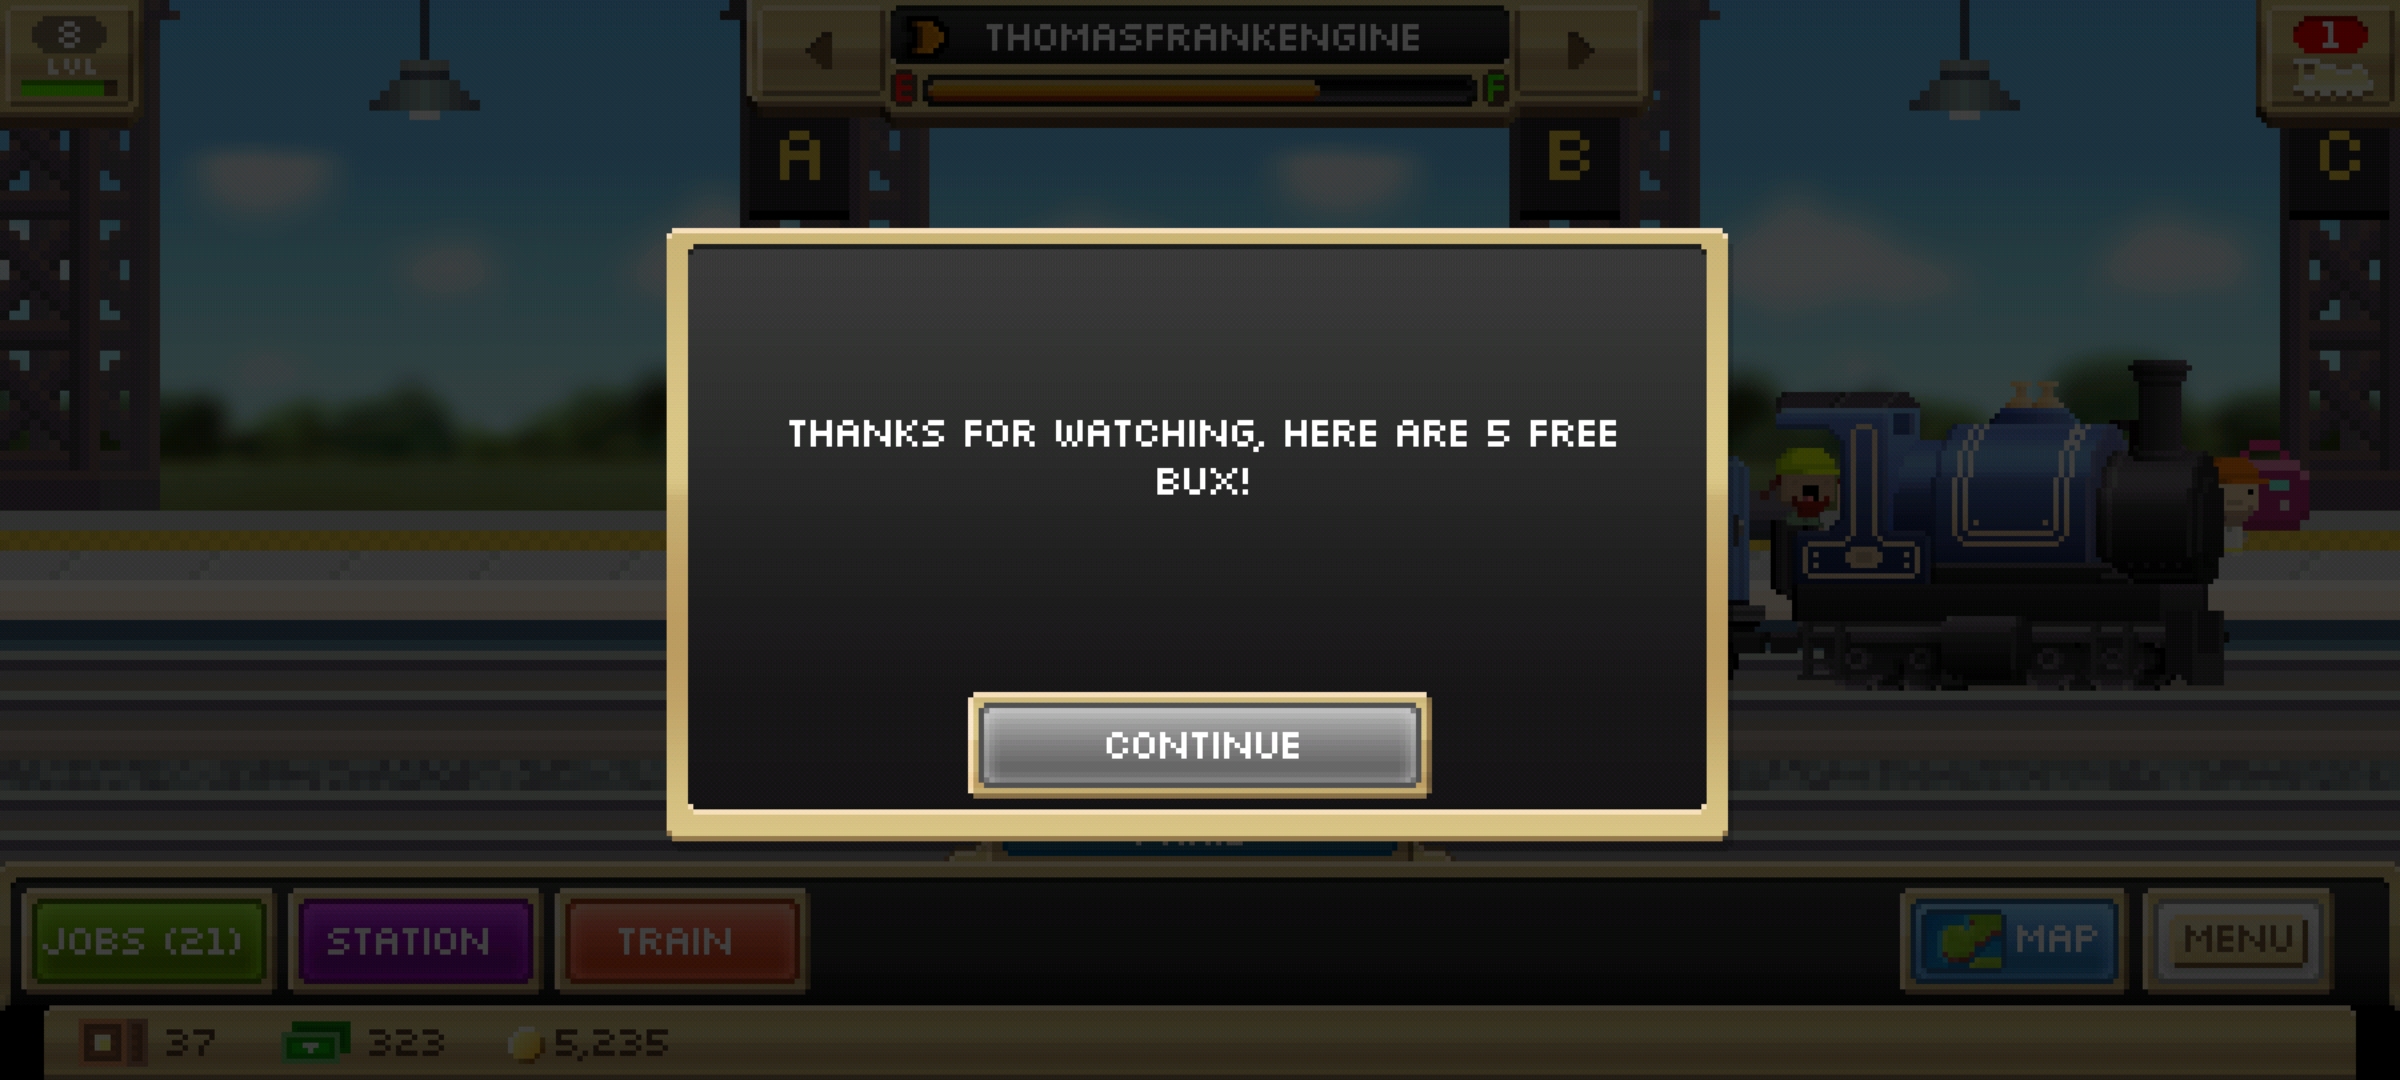 8
LVL
THOMASFRANKENGINE
E
F
1
A
B
C
THANKS FOR WATCHING, HERE ARE 5 FREE
BUX!
CONTINUE
JOBS (21)
STATION
TRAIN
MAP
MENU
37
323
5,235